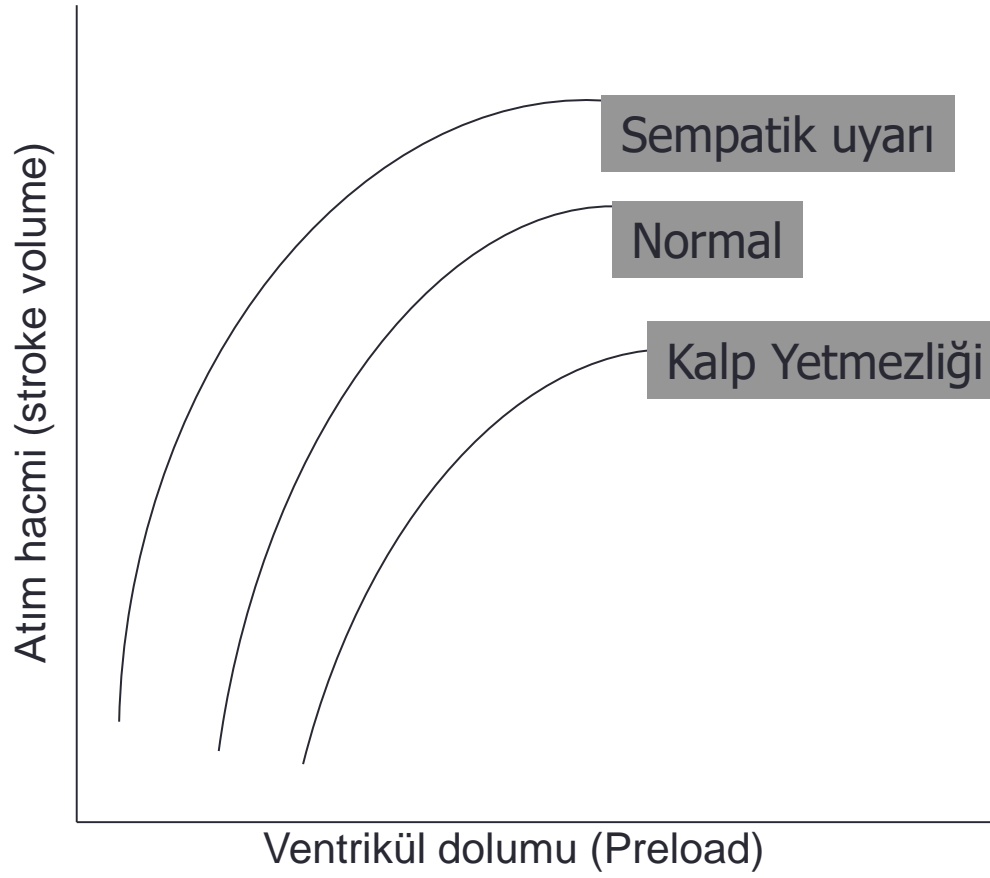 Atım hacmi (stroke volume)
Sempatik uyarı
Normal
Kalp Yetmezliği
Ventrikül dolumu (Preload)